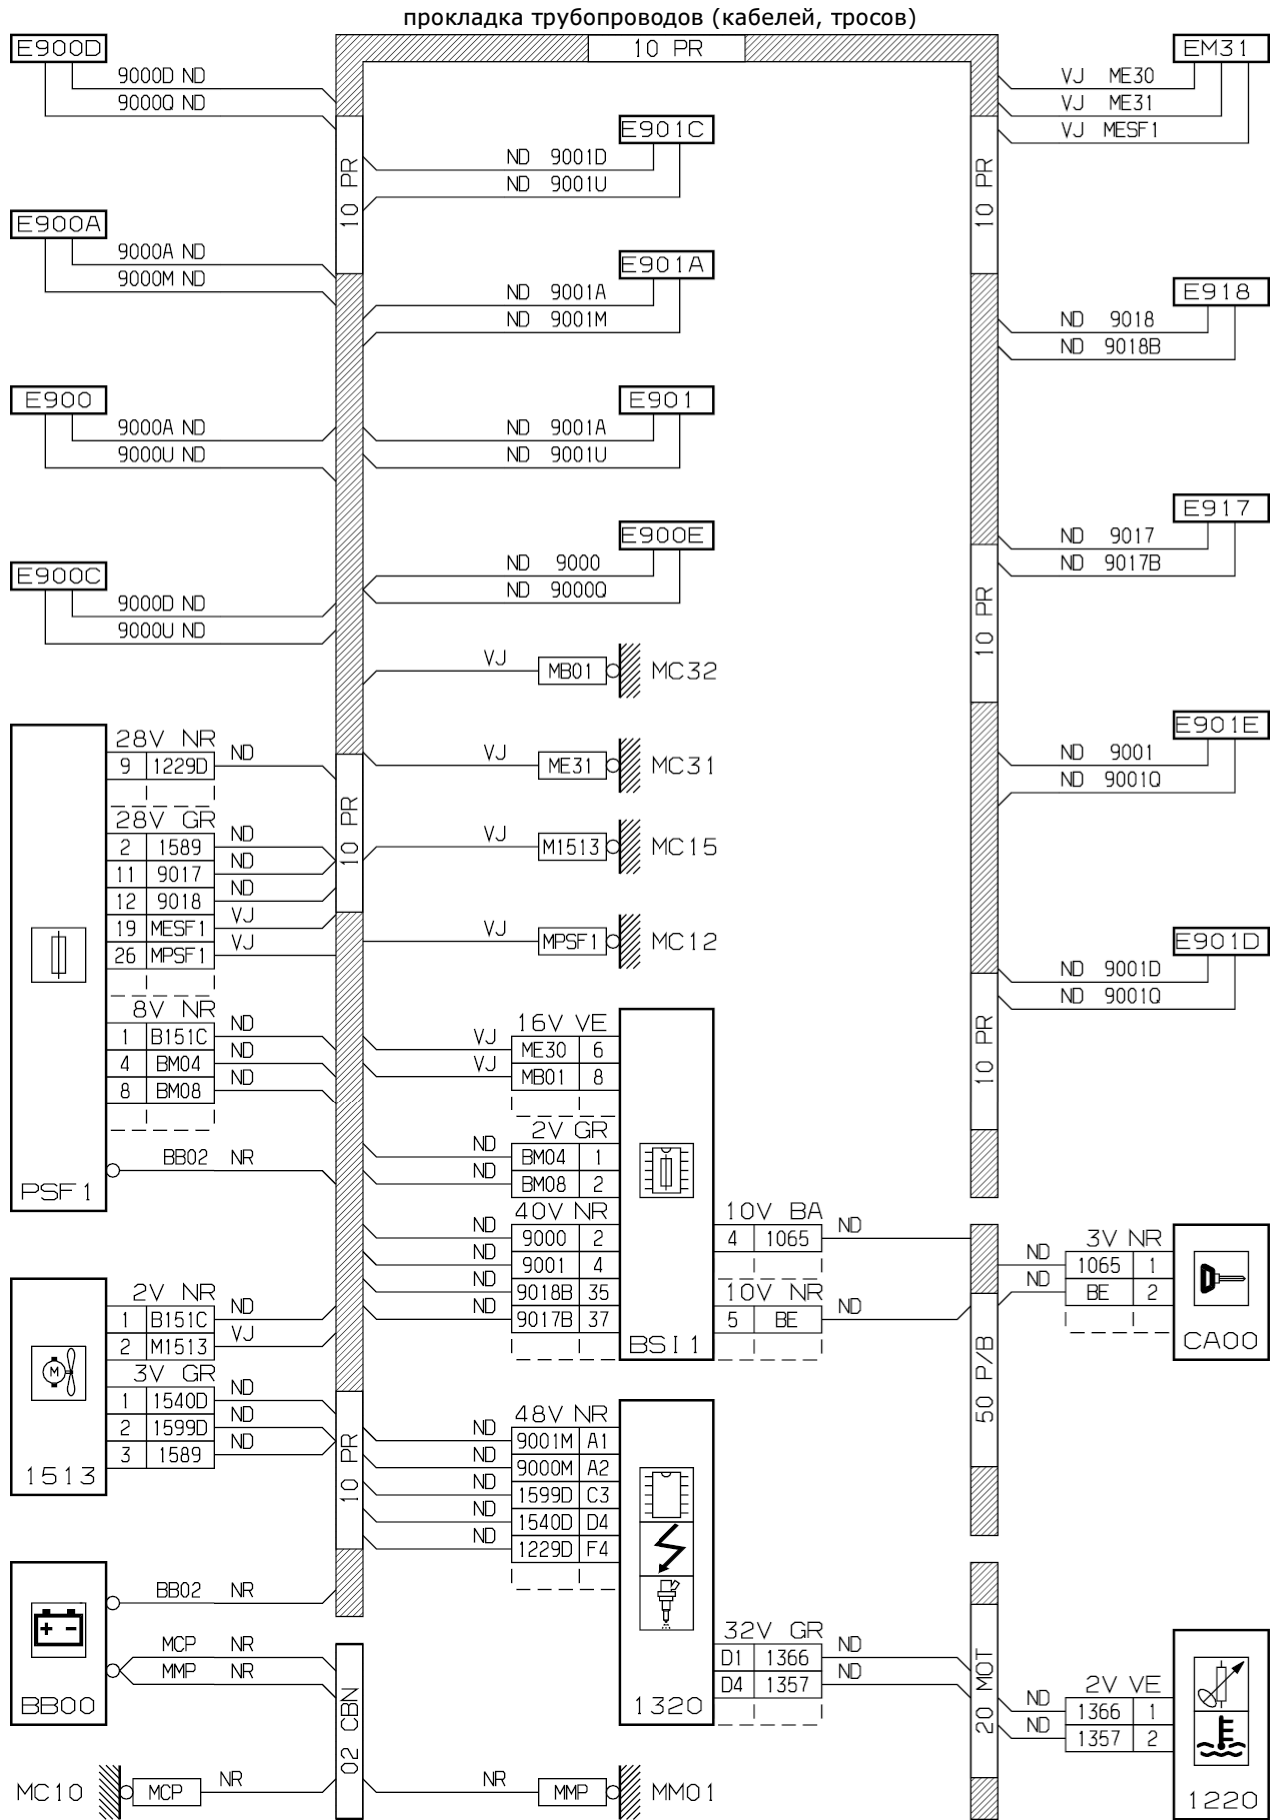 прокладка трубопроводов (кабелей, тросов)
10 PR
E900D
9000D ND
9000Q ND
10 PR
E900A
9000A ND
9000M ND
E900
9000A ND
9000U ND
E900C
9000D ND
9000U ND
E901C
ND 9001D
ND 9001U
E901A
ND 9001A
ND 9001M
E901
ND 9001A
ND 9001U
E900E
ND 9000
ND 9000Q
VJ MB01 MC32
VJ ME31 MC31
VJ M1513 MC15
VJ MPSF1 MC12
EM31
VJ ME30
VJ ME31
VJ MESF1
10 PR
E918
ND 9018
ND 9018B
E917
ND 9017
ND 9017B
10 PR
E901E
ND 9001
ND 9001Q
E901D
ND 9001D
ND 9001Q
10 PR
28V NR
9 1229D ND
28V GR
2 1589 ND
11 9017 ND
12 9018 ND
19 MESF1 VJ
26 MPSF1 VJ
8V NR
1 B151C ND
4 BM04 ND
8 BM08 ND
BB02 NR
PSF1
10 PR
16V VE
VJ ME30 6
VJ MB01 8
2V GR
ND BM04 1
ND BM08 2
40V NR
ND 9000 2
ND 9001 4
ND 9018B 35
ND 9017B 37
BSI1
10V BA
4 1065 ND
10V NR
5 BE ND
50 P/B
3V NR
ND 1065 1
ND BE 2
CA00
2V NR
1 B151C ND
2 M1513 VJ
3V GR
1 1540D ND
2 1599D ND
3 1589 ND
1513
10 PR
48V NR
ND 9001M A1
ND 9000M A2
ND 1599D C3
ND 1540D D4
ND 1229D F4
32V GR
D1 1366 ND
D4 1357 ND
1320
20 MOT
2V VE
ND 1366 1
ND 1357 2
1220
BB02 NR
+ -
MCP NR
MMP NR
BB00
02 CBN
MC10 MCP NR
NR MMP MM01
M